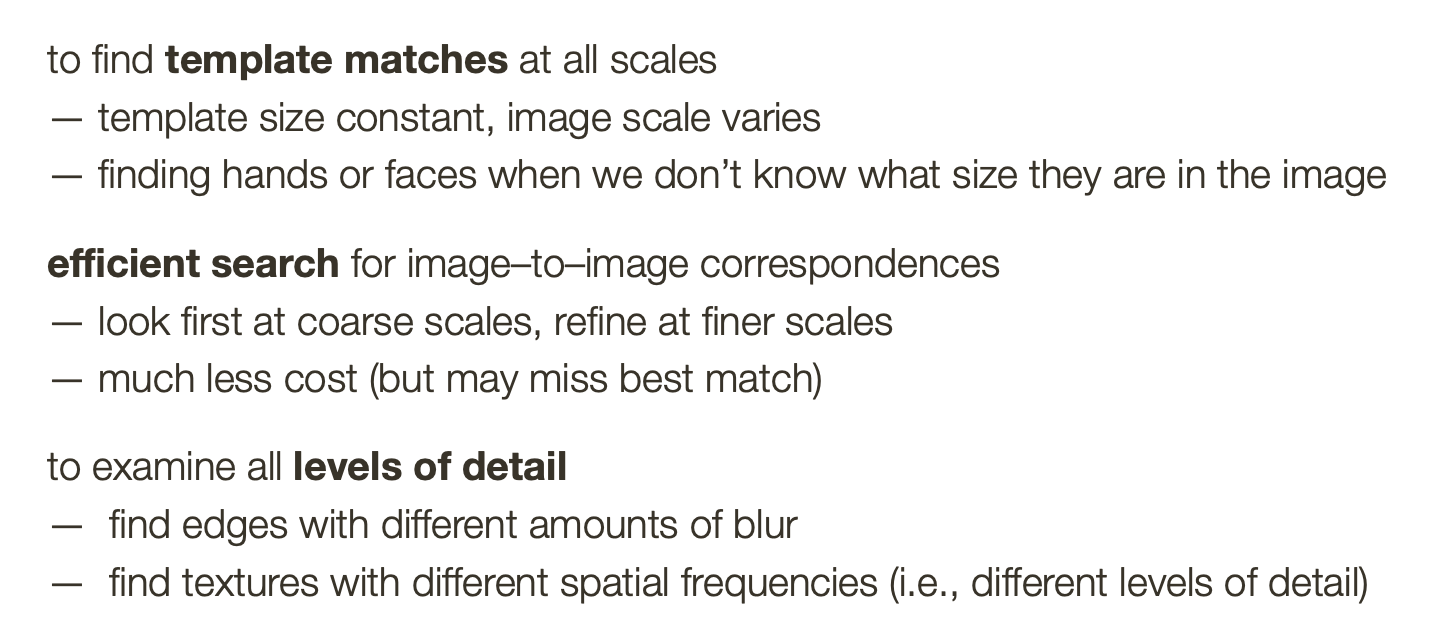 to find template matches at all scales
— template size constant, image scale varies
— finding hands or faces when we don’t know what size they are in the image
efficient search for image–to–image correspondences
— look first at coarse scales, refine at finer scales
— much less cost (but may miss best match)
to examine all levels of detail
— find edges with different amounts of blur
— find textures with different spatial frequencies (i.e., different levels of detail)